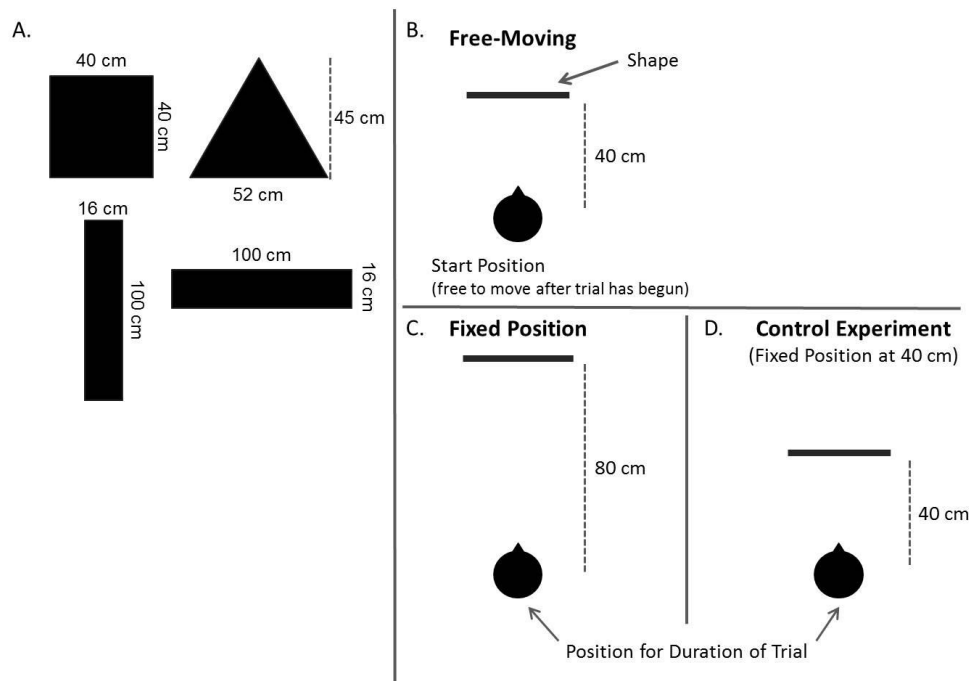 A.
40 cm
40 cm
45 cm
52 cm
16 cm
100 cm
100 cm
16 cm
B.
Free-Moving
Shape
40 cm
Start Position
(free to move after trial has begun)
C.
Fixed Position
80 cm
D.
Control Experiment
(Fixed Position at 40 cm)
40 cm
Position for Duration of Trial